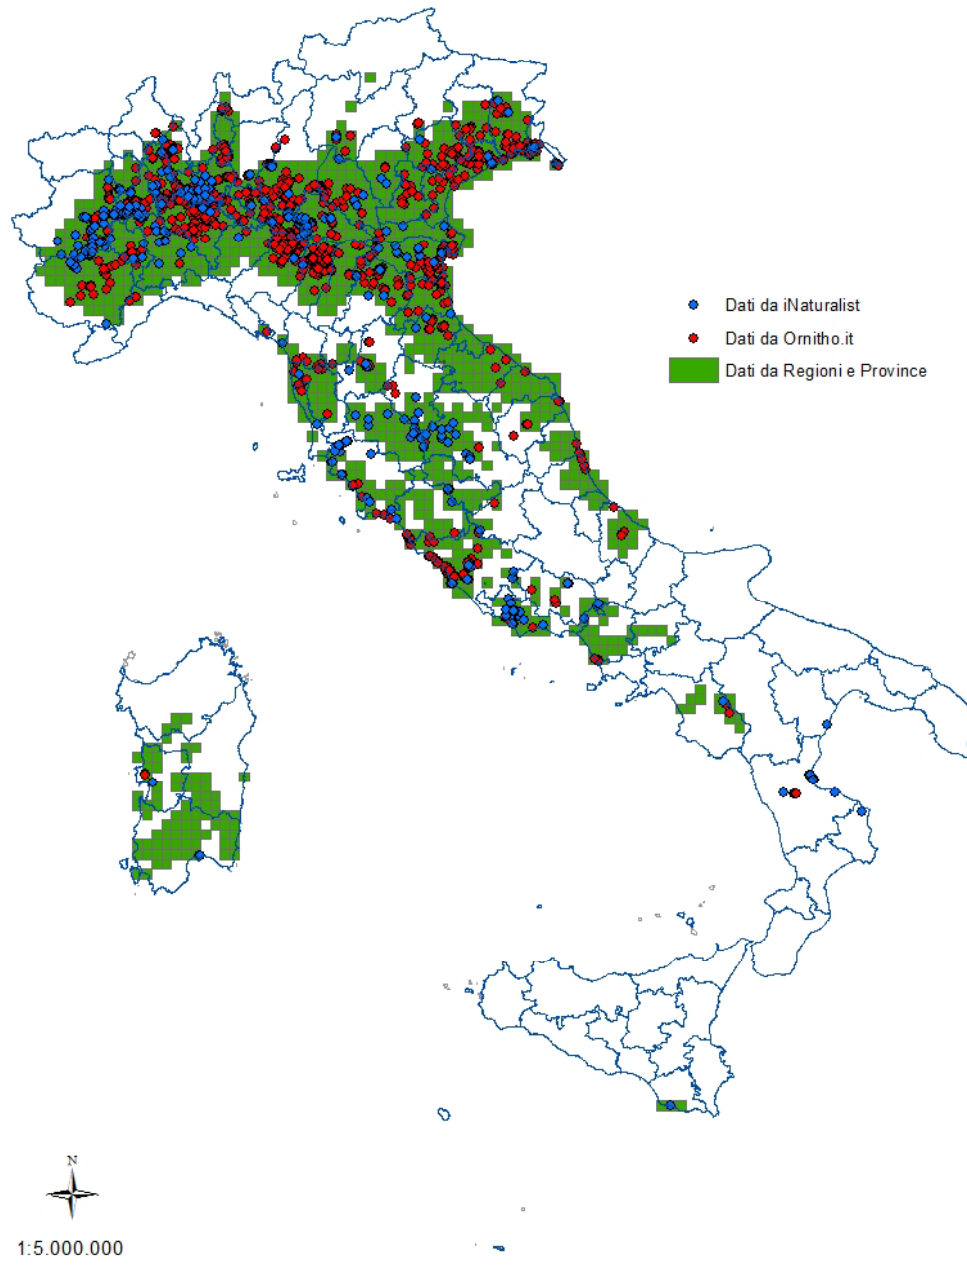 Dati da iNaturalist
Dati da Ornitho.it
Dati da Regioni e Province
N
1:5.000.000